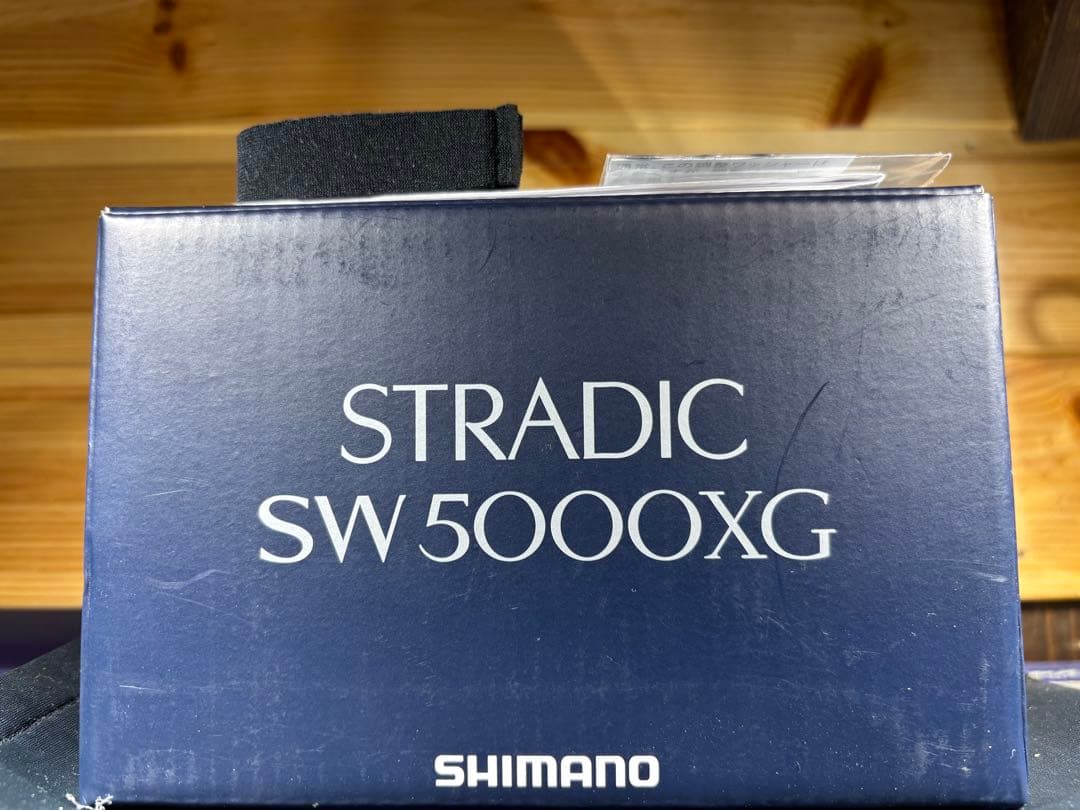 STRADIC
SW 5000XG
SHIMANO